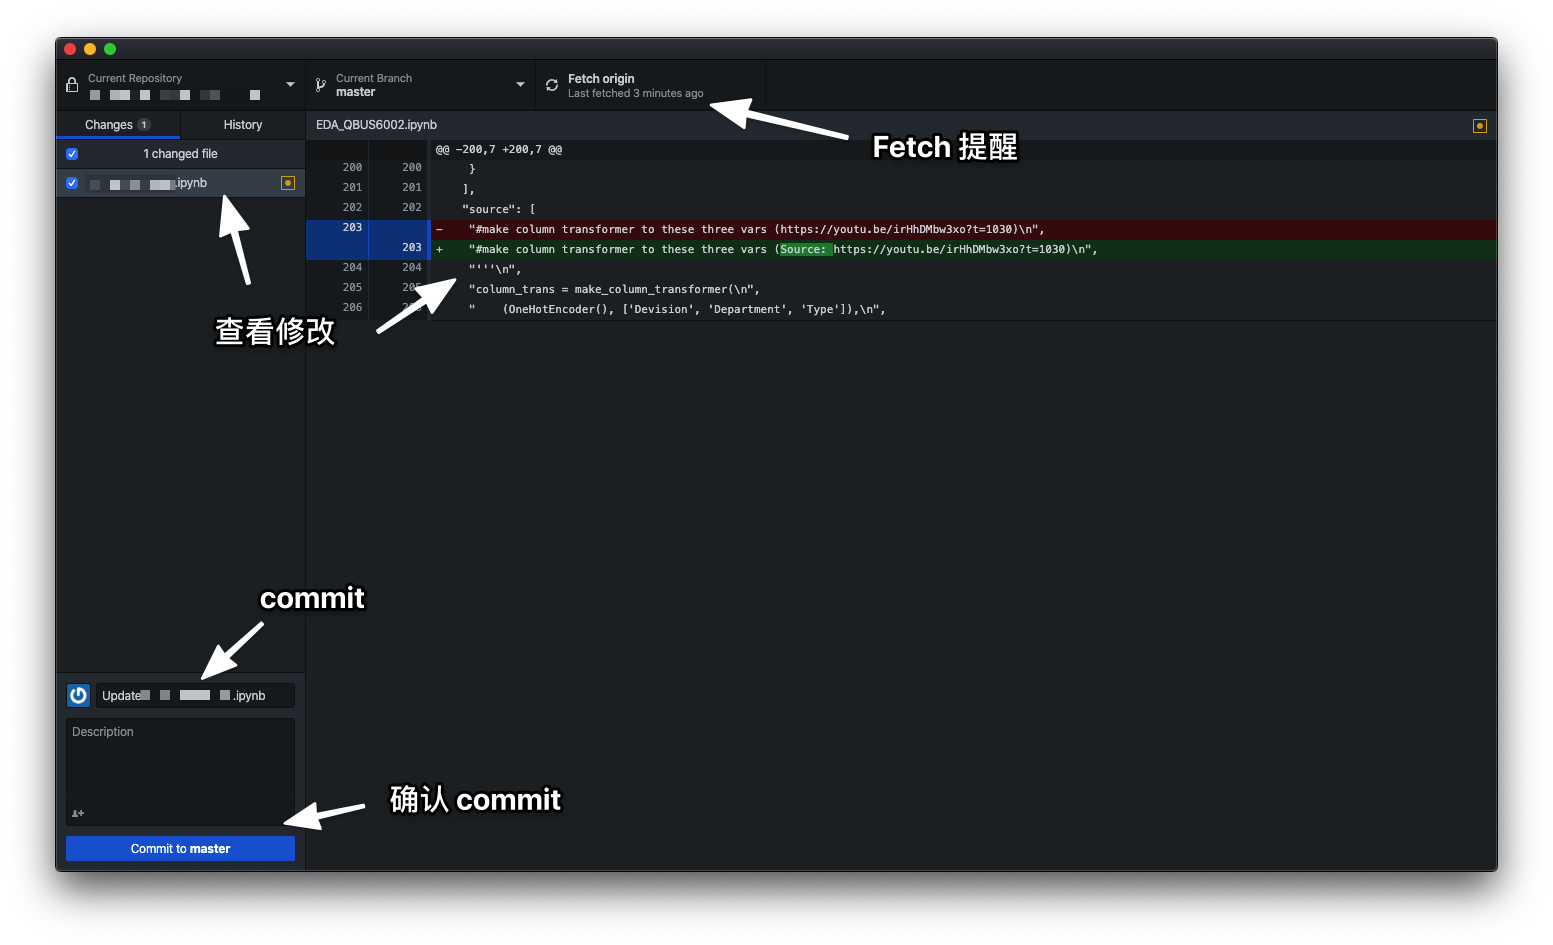 Current Repository
Current Branch
master
Fetch origin
Last fetched 3 minutes ago
Changes 1
History
EDA_QBUS6002.ipynb
Fetch 提醒
1 changed file
.ipynb
@@ -200,7 +200,7 @@
200 200 }
201 201 ],
202 202 "source": [
203 - "#make column transformer to these three vars (https://youtu.be/irHhDMbw3xo?t=1030)\n",
203 + "#make column transformer to these three vars (Source: https://youtu.be/irHhDMbw3xo?t=1030)\n",
204 204 "'''\n",
205 205 "column_trans = make_column_transformer(\n",
206 "    (OneHotEncoder(), ['Devision', 'Department', 'Type']),\n",
查看修改
commit
Update .ipynb
Description
确认 commit
Commit to master